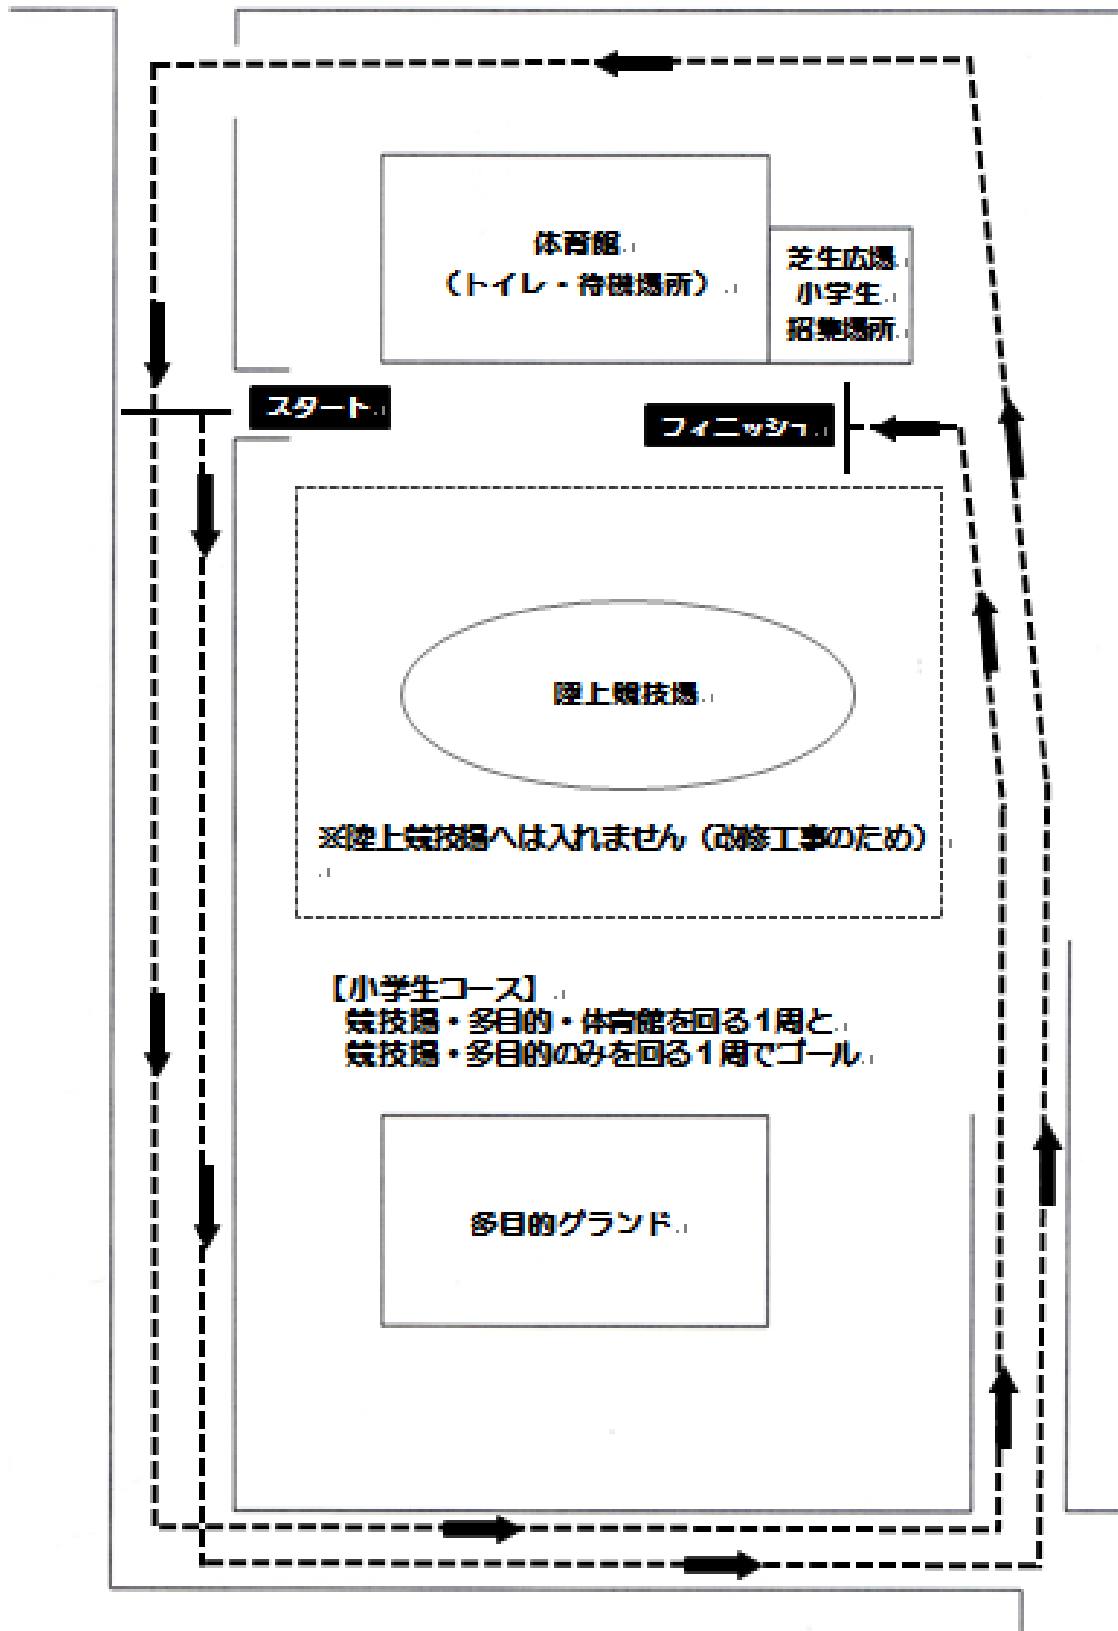 体育館
（トイレ・待機場所）
芝生広場
小学生
招集場所
スタート
フィニッシュ
陸上競技場
※陸上競技場へは入れません（改修工事のため）
【小学生コース】
競技場・多目的・体育館を回る１周と
競技場・多目的のみを回る１周でゴール
多目的グランド